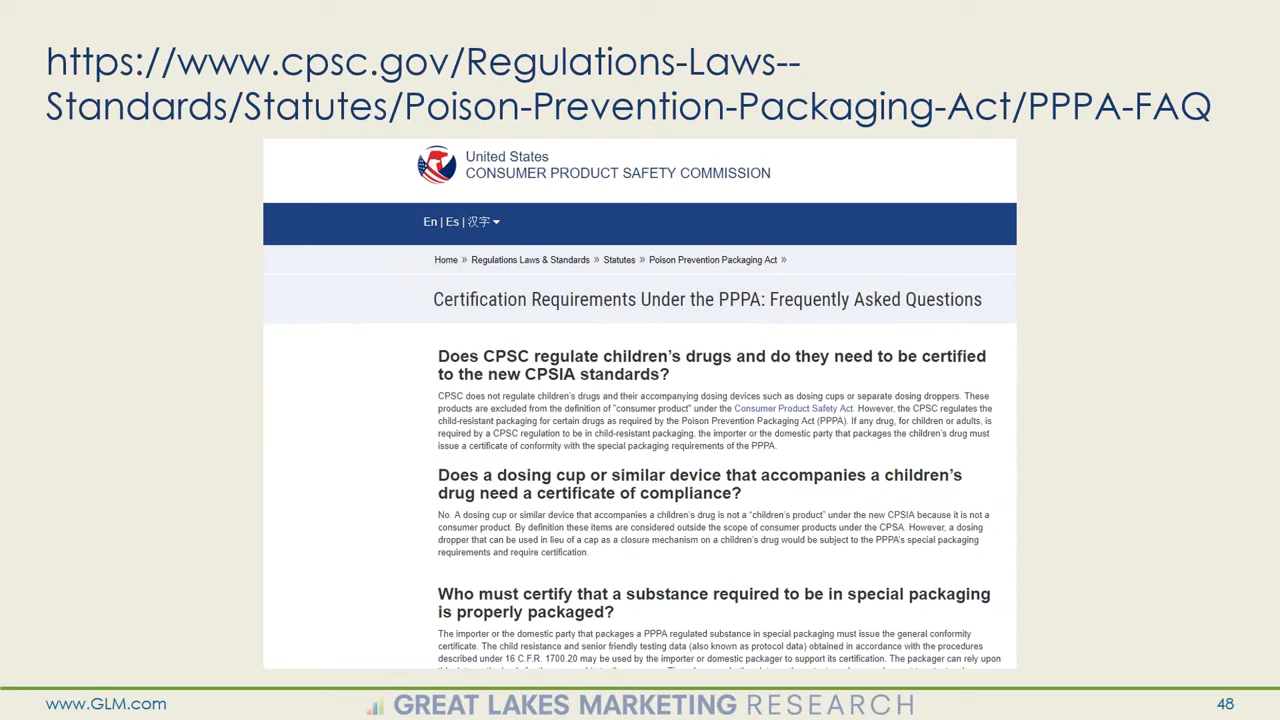 https://www.cpsc.gov/Regulations-Laws--
Standards/Statutes/Poison-Prevention-Packaging-Act/PPPA-FAQ
United States
CONSUMER PRODUCT SAFETY COMMISSION
En | Es | 汉字
Home » Regulations Laws & Standards » Statutes » Poison Prevention Packaging Act »
Certification Requirements Under the PPPA: Frequently Asked Questions
Does CPSC regulate children's drugs and do they need to be certified
to the new CPSIA standards?
CPSC does not regulate children's drugs and their accompanying dosing devices such as dosing cups or separate dosing droppers. These
products are excluded from the definition of "consumer product" under the Consumer Product Safety Act. However, the CPSC regulates the
child-resistant packaging for certain drugs as required by the Poison Prevention Packaging Act (PPPA). If any drug, for children or adults, is
required by a CPSC regulation to be in child-resistant packaging, the importer or the domestic party that packages the children's drug must
issue a certificate of conformity with the special packaging requirements of the PPPA.
Does a dosing cup or similar device that accompanies a children's
drug need a certificate of compliance?
No. A dosing cup or similar device that accompanies a children's drug is not a "children's product" under the new CPSIA because it is not a
consumer product. By definition these items are considered outside the scope of consumer products under the CPSA. However, a dosing
dropper that can be used in lieu of a cap as a closure mechanism on a children's drug would be subject to the PPPA's special packaging
requirements and require certification.
Who must certify that a substance required to be in special packaging
is properly packaged?
The importer or the domestic party that packages a PPPA regulated substance in special packaging must issue the general conformity
certificate. The child resistance and senior friendly testing data (also known as protocol data) obtained in accordance with the procedures
described under 16 C.F.R. 1700.20 may be used by the importer or domestic packager to support its certification. The packager can rely upon
www.GLM.com
GREAT LAKES MARKETING RESEARCH
48